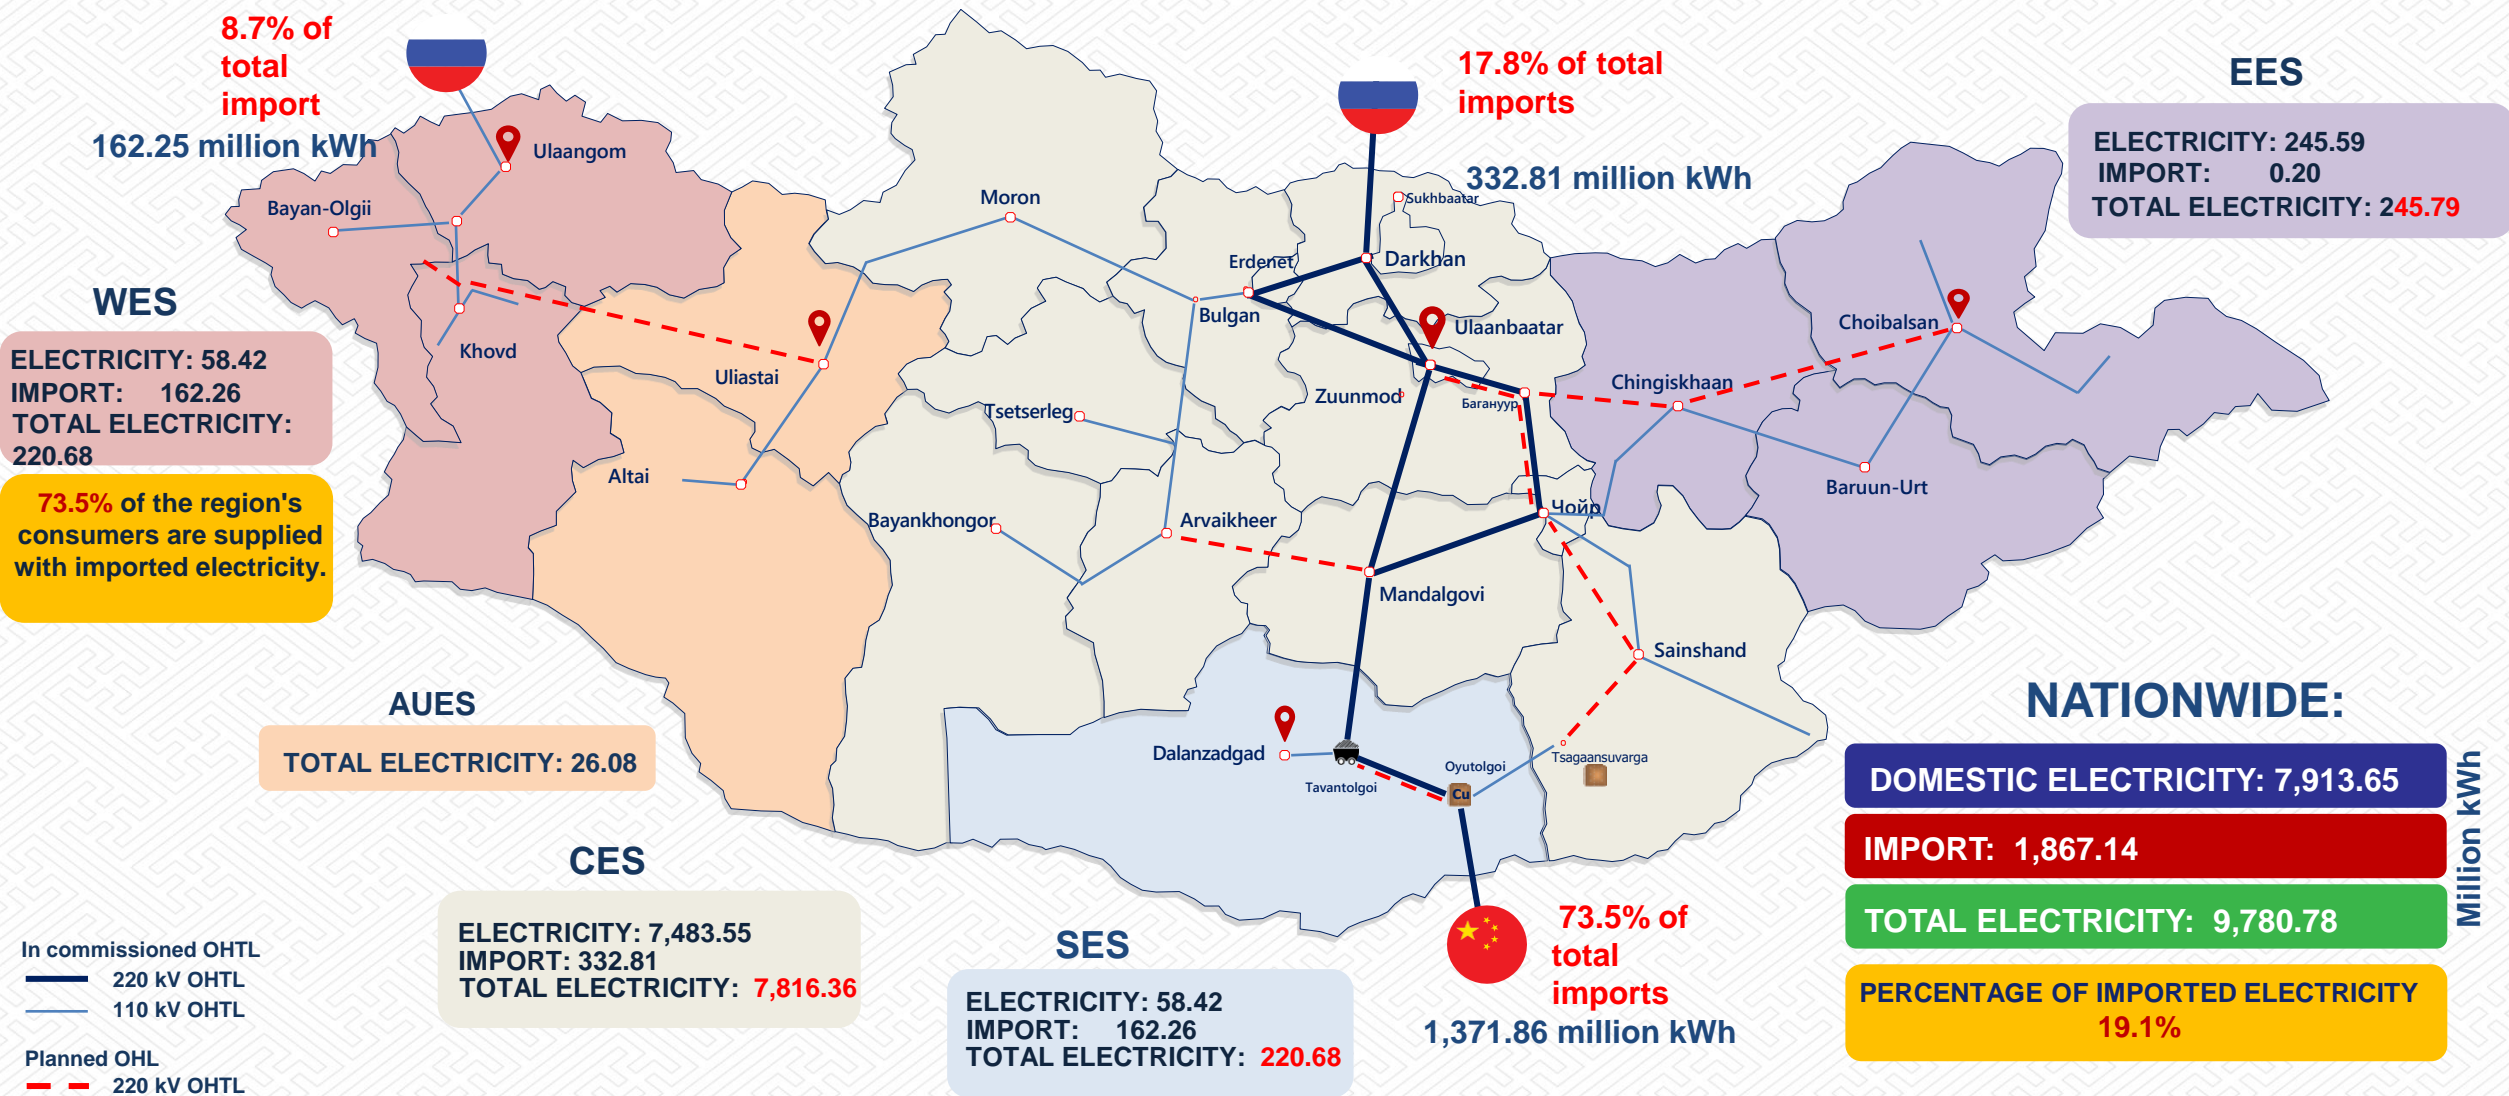 8.7% of
total
import
162.25 million kWh
17.8% of total
imports
332.81 million kWh
EES
ELECTRICITY: 245.59
IMPORT: 0.20
TOTAL ELECTRICITY: 245.79
Ulaangom
Bayan-Olgii
Moron
Sukhbaatar
Erdenet
Darkhan
WES
ELECTRICITY: 58.42
IMPORT: 162.26
TOTAL ELECTRICITY:
220.68
73.5% of the region's
consumers are supplied
with imported electricity.
Khovd
Uliastai
Bulgan
Ulaanbaatar
Choibalsan
Chingiskhaan
Tsetserleg
Zuunmod
Багануур
Altai
Baruun-Urt
Bayankhongor
Arvaikheer
Чойр
Mandalgovi
Sainshand
AUES
TOTAL ELECTRICITY: 26.08
Dalanzadgad
Tavantolgoi
Oyutolgoi
Cu
Tsagaansuvarga
NATIONWIDE:
DOMESTIC ELECTRICITY: 7,913.65
IMPORT: 1,867.14
TOTAL ELECTRICITY: 9,780.78
Million kWh
PERCENTAGE OF IMPORTED ELECTRICITY
19.1%
CES
ELECTRICITY: 7,483.55
IMPORT: 332.81
TOTAL ELECTRICITY: 7,816.36
SES
ELECTRICITY: 58.42
IMPORT: 162.26
TOTAL ELECTRICITY: 220.68
73.5% of
total
imports
1,371.86 million kWh
In commissioned OHTL
220 kV OHTL
110 kV OHTL
Planned OHL
220 kV OHTL